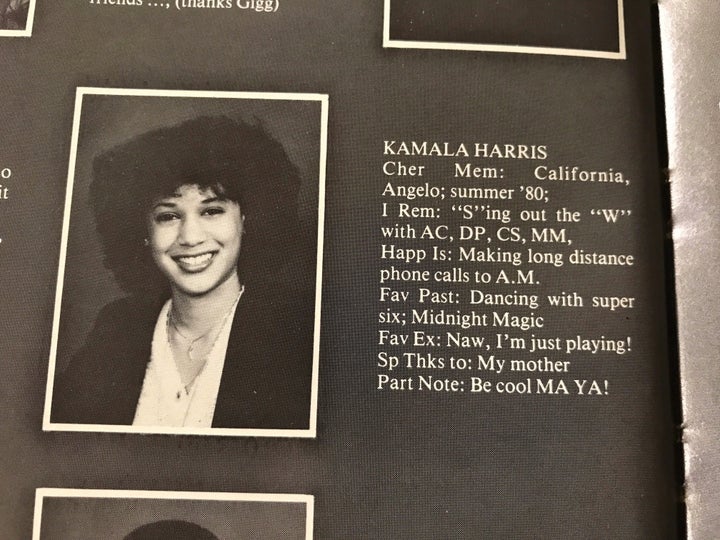 friends ..., (thanks Gigg)
o
it
KAMALA HARRIS
Cher Mem: California,
Angelo; summer '80;
I Rem: "S"ing out the "W"
with AC, DP, CS, MM,
Happ Is: Making long distance
phone calls to A.M.
Fav Past: Dancing with super
six; Midnight Magic
Fav Ex: Naw, I'm just playing!
Sp Thks to: My mother
Part Note: Be cool MA YA!